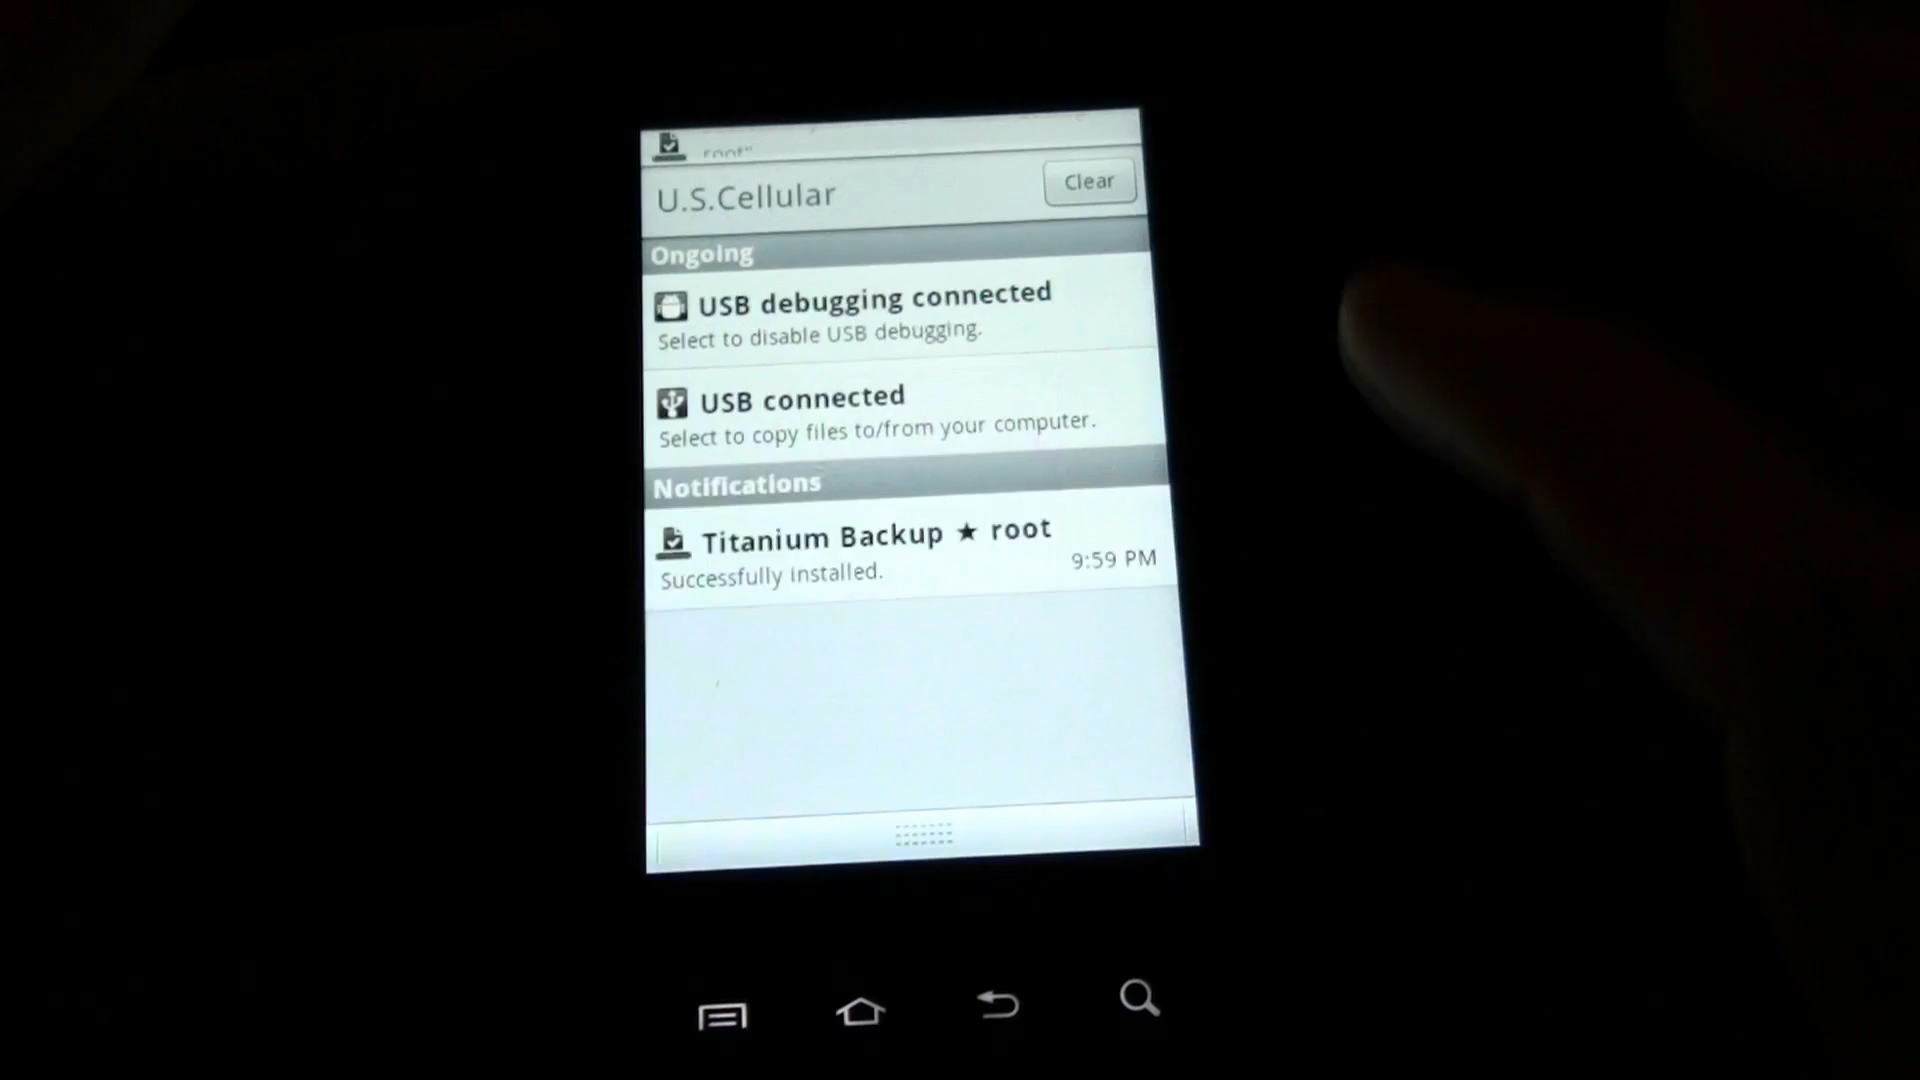 root"
U.S.Cellular
Clear
Ongoing
USB debugging connected
Select to disable USB debugging.
USB connected
Select to copy files to/from your computer.
Notifications
Titanium Backup ★ root
Successfully installed.
9:59 PM